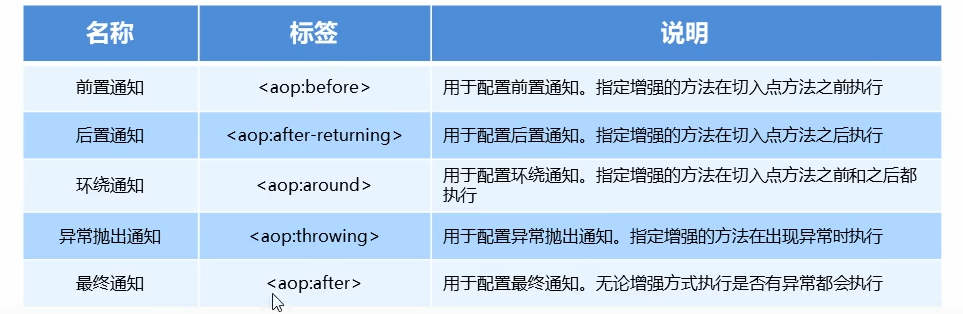 名称 标签 说明
前置通知 <aop:before> 用于配置前置通知。指定增强的方法在切入点方法之前执行
后置通知 <aop:after-returning> 用于配置后置通知。指定增强的方法在切入点方法之后执行
环绕通知 <aop:around> 用于配置环绕通知。指定增强的方法在切入点方法之前和之后都
执行
异常抛出通知 <aop:throwing> 用于配置异常抛出通知。指定增强的方法在出现异常时执行
最终通知 <aop:after> 用于配置最终通知。无论增强方式执行是否有异常都会执行